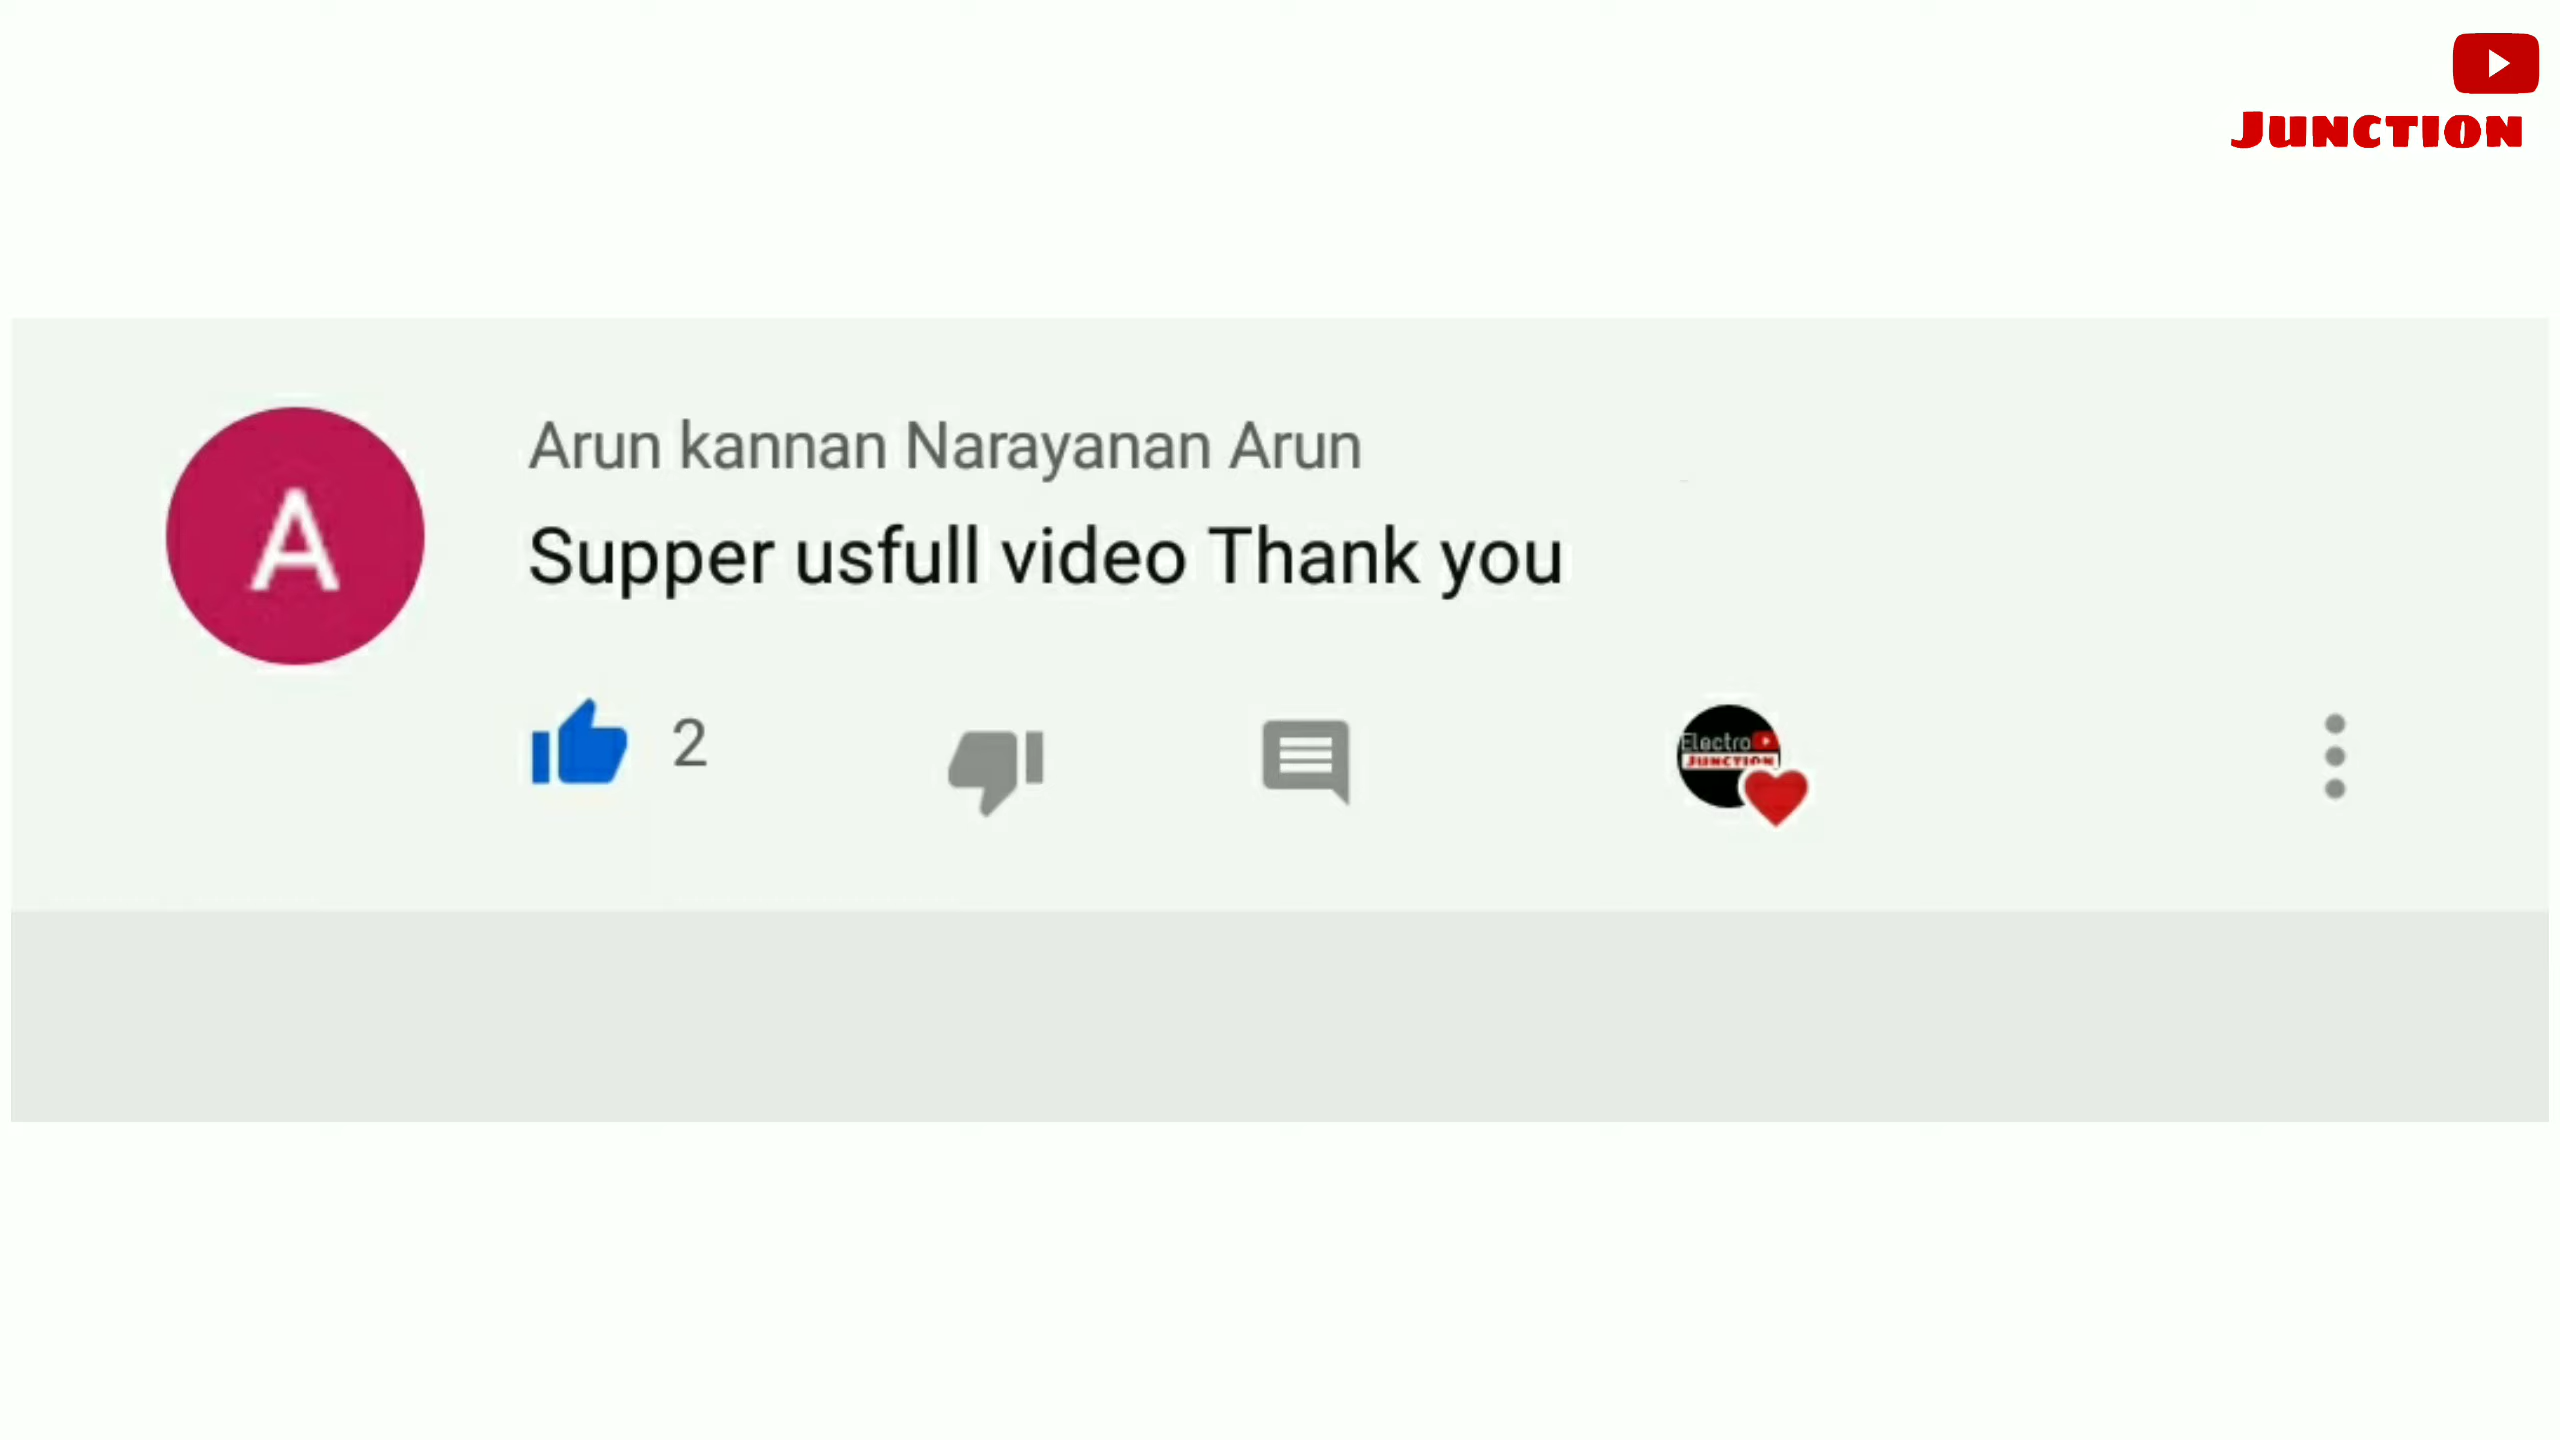 JUNCTION
Arun kannan Narayanan Arun
A
Supper usfull video Thank you
2
Electro
JUNCTION